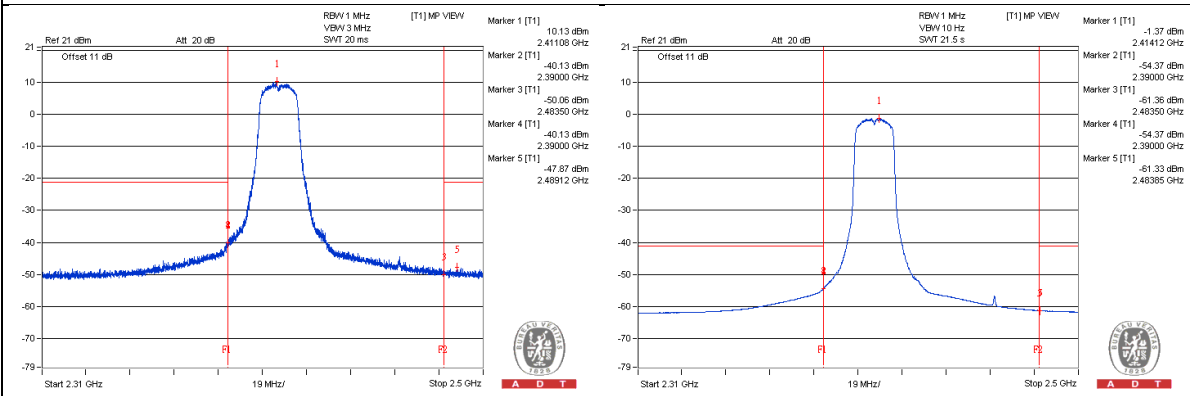 RBW 1 MHz [T1] MP VIEW
VBW 3 MHz
Ref 21 dBm Att 20 dB SWT 20 ms
Offset 11 dB
21
10
0
-10
-20
-30
-40
-50
-60
-70
-79
1
2
3
5
F1
F2
Start 2.31 GHz 19 MHz/ Stop 2.5 GHz
Marker 1 [T1]
10.13 dBm
2.41108 GHz
Marker 2 [T1]
-40.13 dBm
2.39000 GHz
Marker 3 [T1]
-50.06 dBm
2.48350 GHz
Marker 4 [T1]
-40.13 dBm
2.39000 GHz
Marker 5 [T1]
-47.87 dBm
2.48912 GHz
BUREAU VERITAS
1828
A D T
RBW 1 MHz [T1] MP VIEW
VBW 10 Hz
Ref 21 dBm Att 20 dB SWT 21.5 s
Offset 11 dB
21
10
0
-10
-20
-30
-40
-50
-60
-70
-79
1
F1
F2
Start 2.31 GHz 19 MHz/ Stop 2.5 GHz
Marker 1 [T1]
-1.37 dBm
2.41412 GHz
Marker 2 [T1]
-54.37 dBm
2.39000 GHz
Marker 3 [T1]
-61.36 dBm
2.48350 GHz
Marker 4 [T1]
-54.37 dBm
2.39000 GHz
Marker 5 [T1]
-61.33 dBm
2.48385 GHz
BUREAU VERITAS
1828
A D T